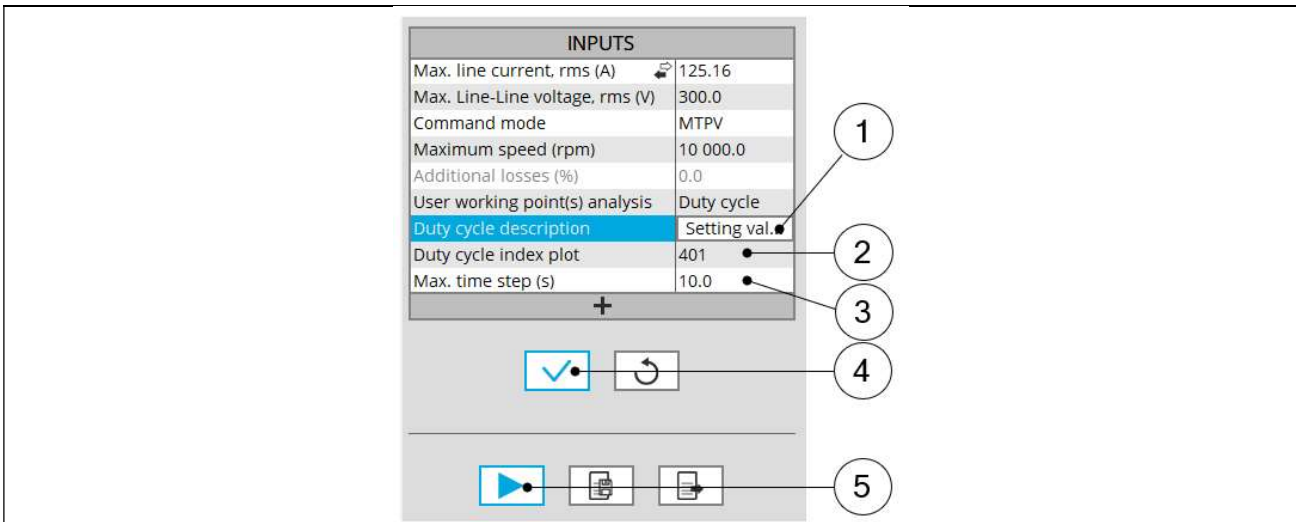 INPUTS
Max. line current, rms (A) 125.16
Max. Line-Line voltage, rms (V) 300.0
Command mode MTPV
Maximum speed (rpm) 10 000.0
Additional losses (%) 0.0
User working point(s) analysis Duty cycle
Duty cycle description Setting val.
Duty cycle index plot 401
Max. time step (s) 10.0
+
1
2
3
4
5